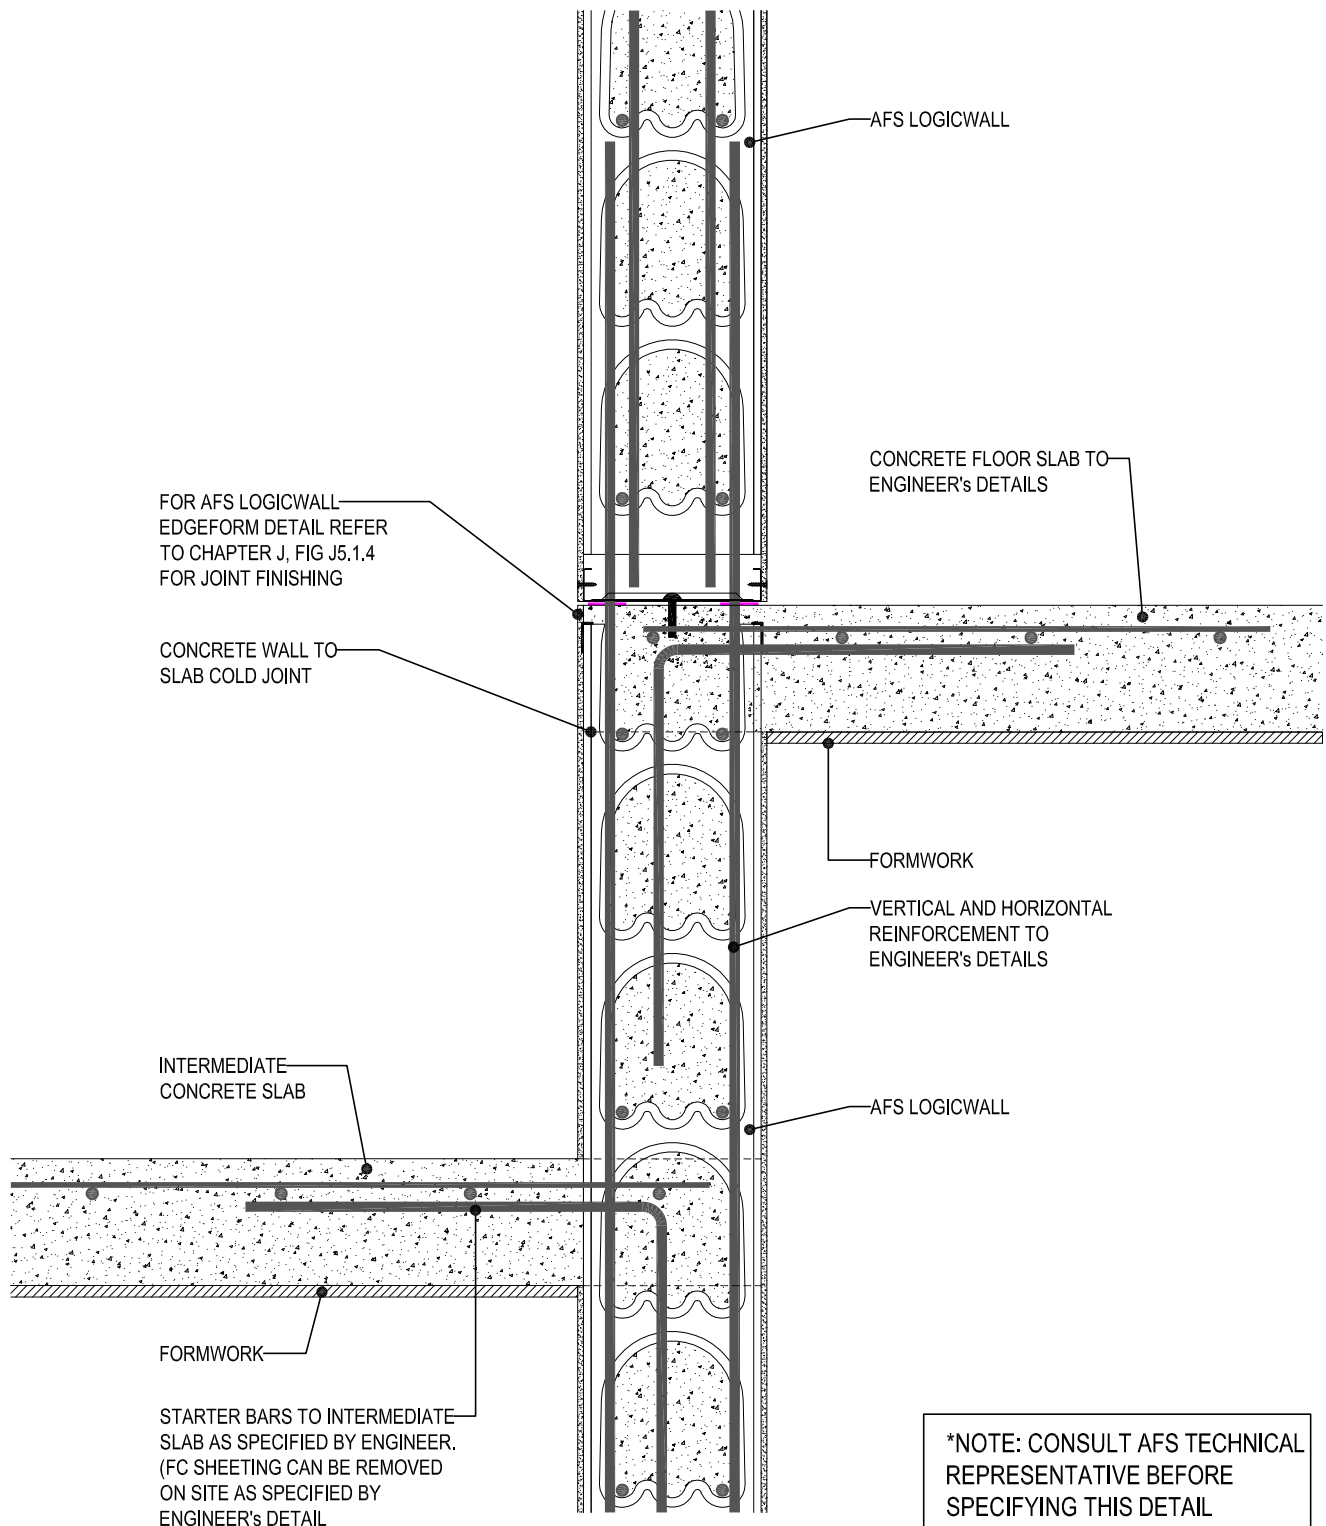 AFS LOGICWALL
CONCRETE FLOOR SLAB TO
ENGINEER's DETAILS
FOR AFS LOGICWALL
EDGEFORM DETAIL REFER
TO CHAPTER J, FIG J5.1.4
FOR JOINT FINISHING
CONCRETE WALL TO
SLAB COLD JOINT
FORMWORK
VERTICAL AND HORIZONTAL
REINFORCEMENT TO
ENGINEER's DETAILS
INTERMEDIATE
CONCRETE SLAB
AFS LOGICWALL
FORMWORK
STARTER BARS TO INTERMEDIATE
SLAB AS SPECIFIED BY ENGINEER.
(FC SHEETING CAN BE REMOVED
ON SITE AS SPECIFIED BY
ENGINEER's DETAIL
*NOTE: CONSULT AFS TECHNICAL
REPRESENTATIVE BEFORE
SPECIFYING THIS DETAIL